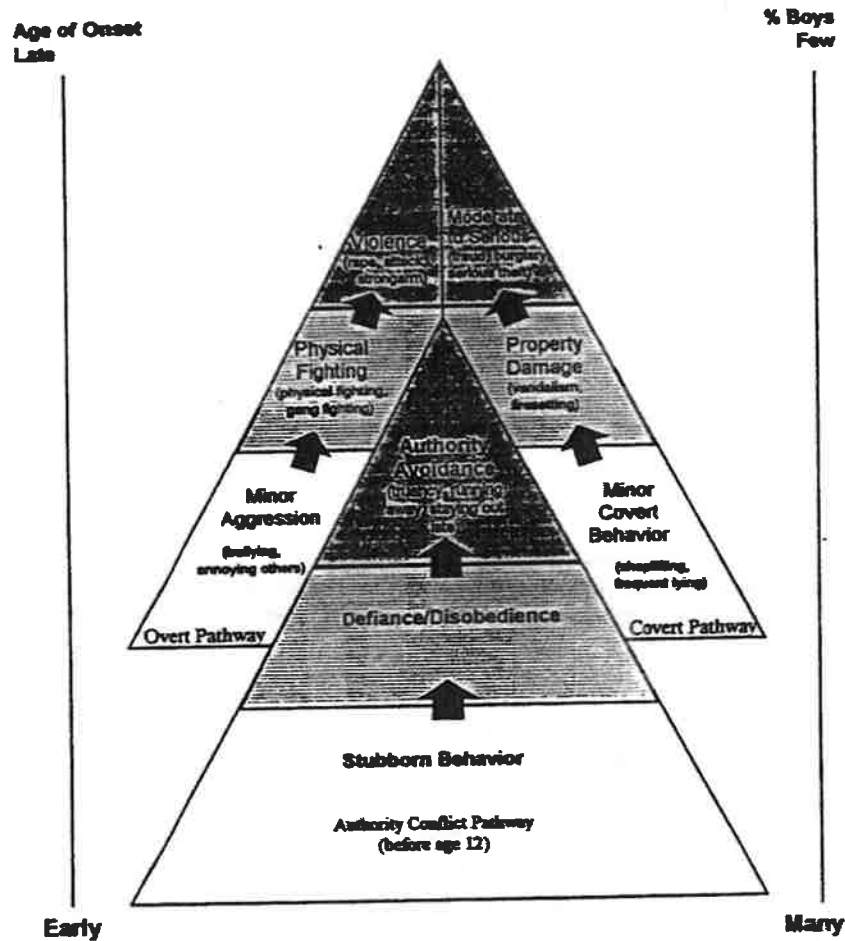 Age of Onset
Late
% Boys
Few
Violence
(rape, attack,
strongarm)
Moderate
to Serious
(fraud, burglary,
serious theft)
Physical
Fighting
(physical fighting,
gang fighting)
Property
Damage
(vandalism,
firesetting)
Authority
Avoidance
(truancy, running
away, staying out
late)
Minor
Aggression
(bullying,
annoying others)
Minor
Covert
Behavior
(shoplifting,
frequent lying)
Overt Pathway
Defiance/Disobedience
Covert Pathway
Stubborn Behavior
Authority Conflict Pathway
(before age 12)
Early
Many